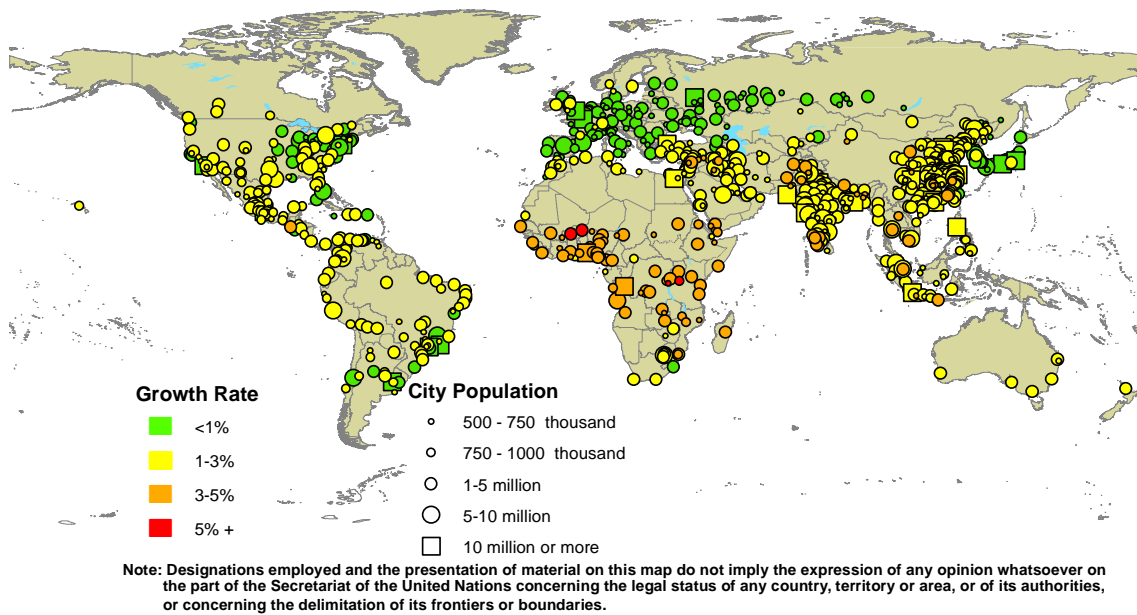 Growth Rate
<1%
1-3%
3-5%
5% +
City Population
500 - 750 thousand
750 - 1000 thousand
1-5 million
5-10 million
10 million or more
Note: Designations employed and the presentation of material on this map do not imply the expression of any opinion whatsoever on
the part of the Secretariat of the United Nations concerning the legal status of any country, territory or area, or of its authorities,
or concerning the delimitation of its frontiers or boundaries.